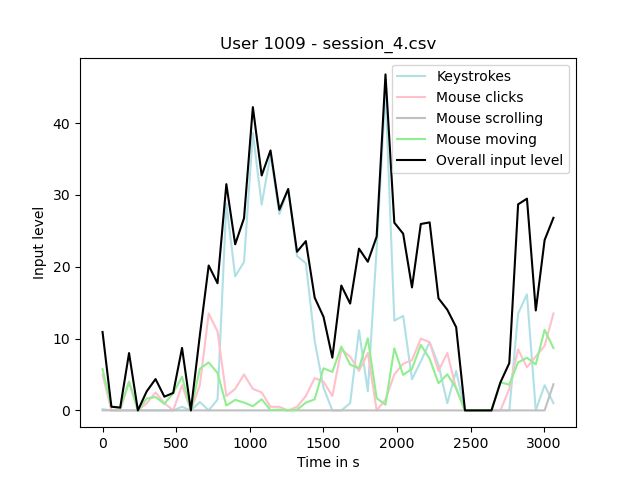 User 1009 - session_4.csv
Keystrokes
Mouse clicks
Mouse scrolling
Mouse moving
Overall input level
Input level
40
30
20
10
0
0 500 1000 1500 2000 2500 3000
Time in s